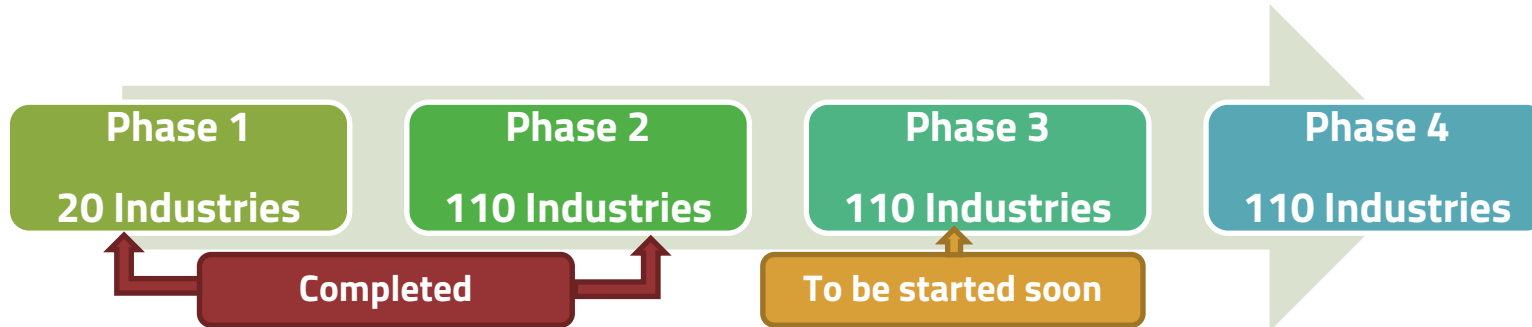 Phase 1
20 Industries
Phase 2
110 Industries
Phase 3
110 Industries
Phase 4
110 Industries
Completed
To be started soon